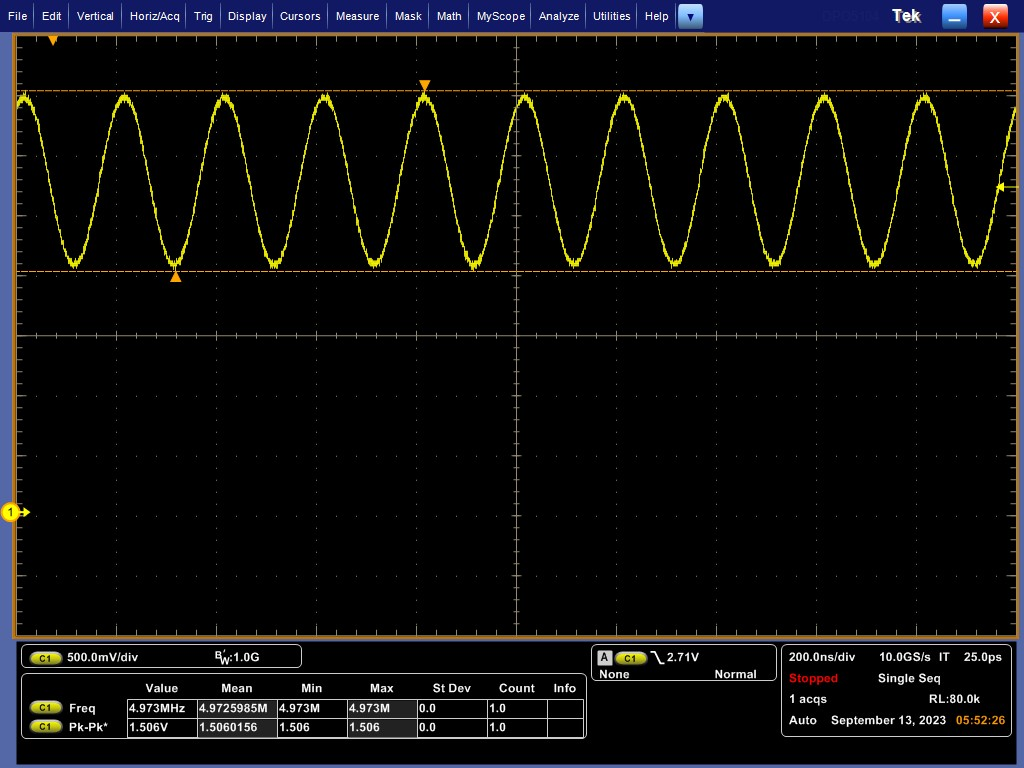 File Edit Vertical Horiz/Acq Trig Display Cursors Measure Mask Math MyScope Analyze Utilities Help Tek X
1
C1 500.0mV/div BW:1.0G
A C1 2.71V
None Normal
200.0ns/div 10.0GS/s IT 25.0ps
Stopped Single Seq
1 acqs RL:80.0k
Auto September 13, 2023 05:52:26
Value Mean Min Max St Dev Count Info
C1 Freq 4.973MHz 4.9725985M 4.973M 4.973M 0.0 1.0
C1 Pk-Pk* 1.506V 1.5060156 1.506 1.506 0.0 1.0